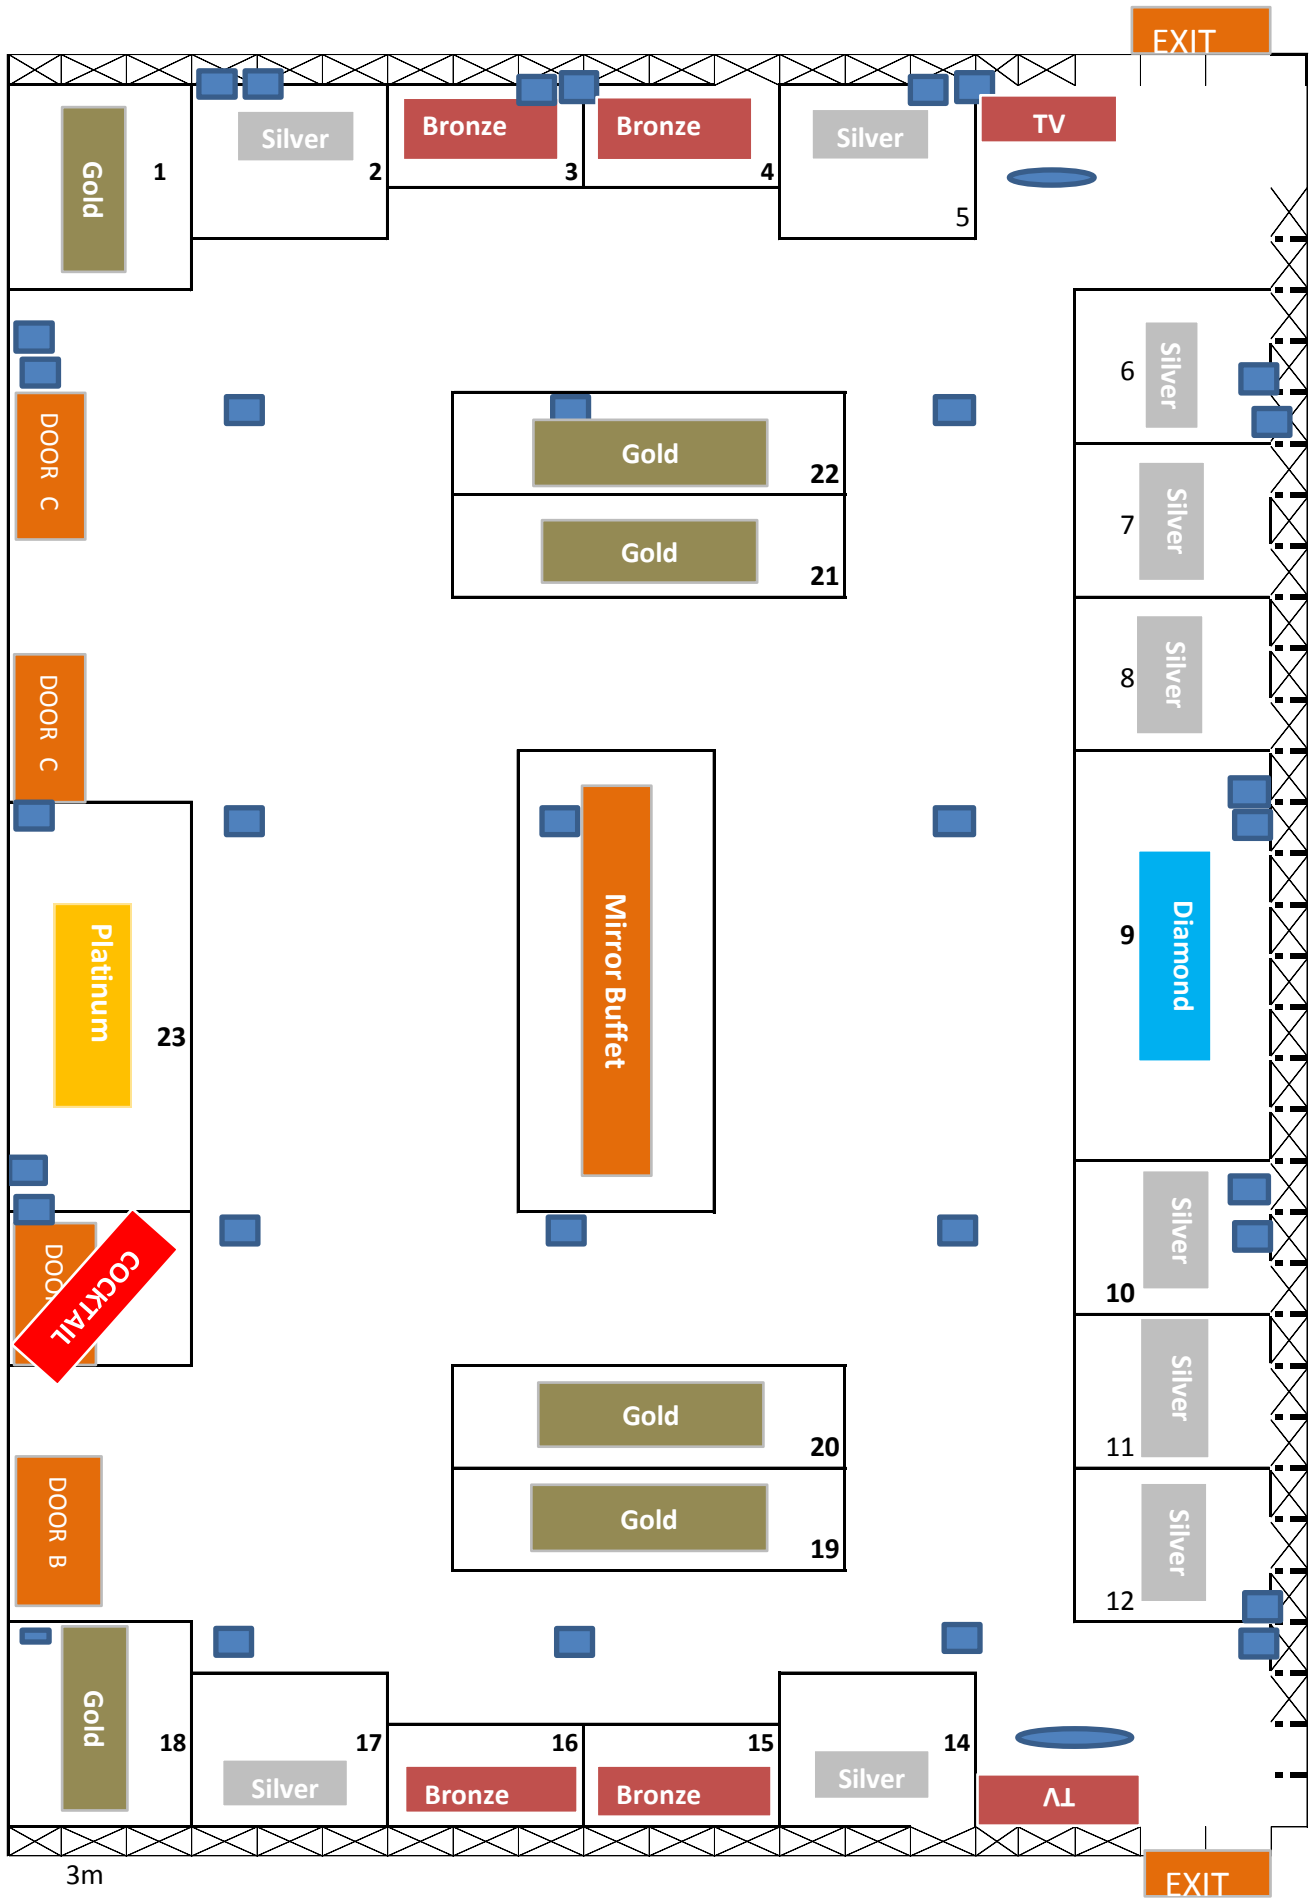 EXIT
Gold
1
Silver
2
Bronze
3
Bronze
4
Silver
5
TV
6
Silver
DOOR C
Gold
22
7
Silver
Gold
21
8
Silver
DOOR C
Mirror Buffet
Platinum
23
9
Diamond
DOO
COCKTAIL
Silver
10
Silver
11
Gold
20
DOOR B
Gold
19
Silver
12
Gold
18
Silver
17
Bronze
16
Bronze
15
Silver
14
TV
3m
EXIT